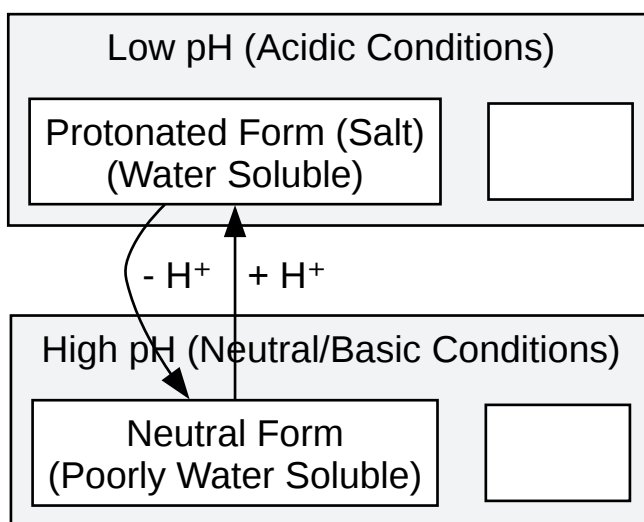 Low pH (Acidic Conditions)
Protonated Form (Salt)
(Water Soluble)
- H⁺
+ H⁺
High pH (Neutral/Basic Conditions)
Neutral Form
(Poorly Water Soluble)